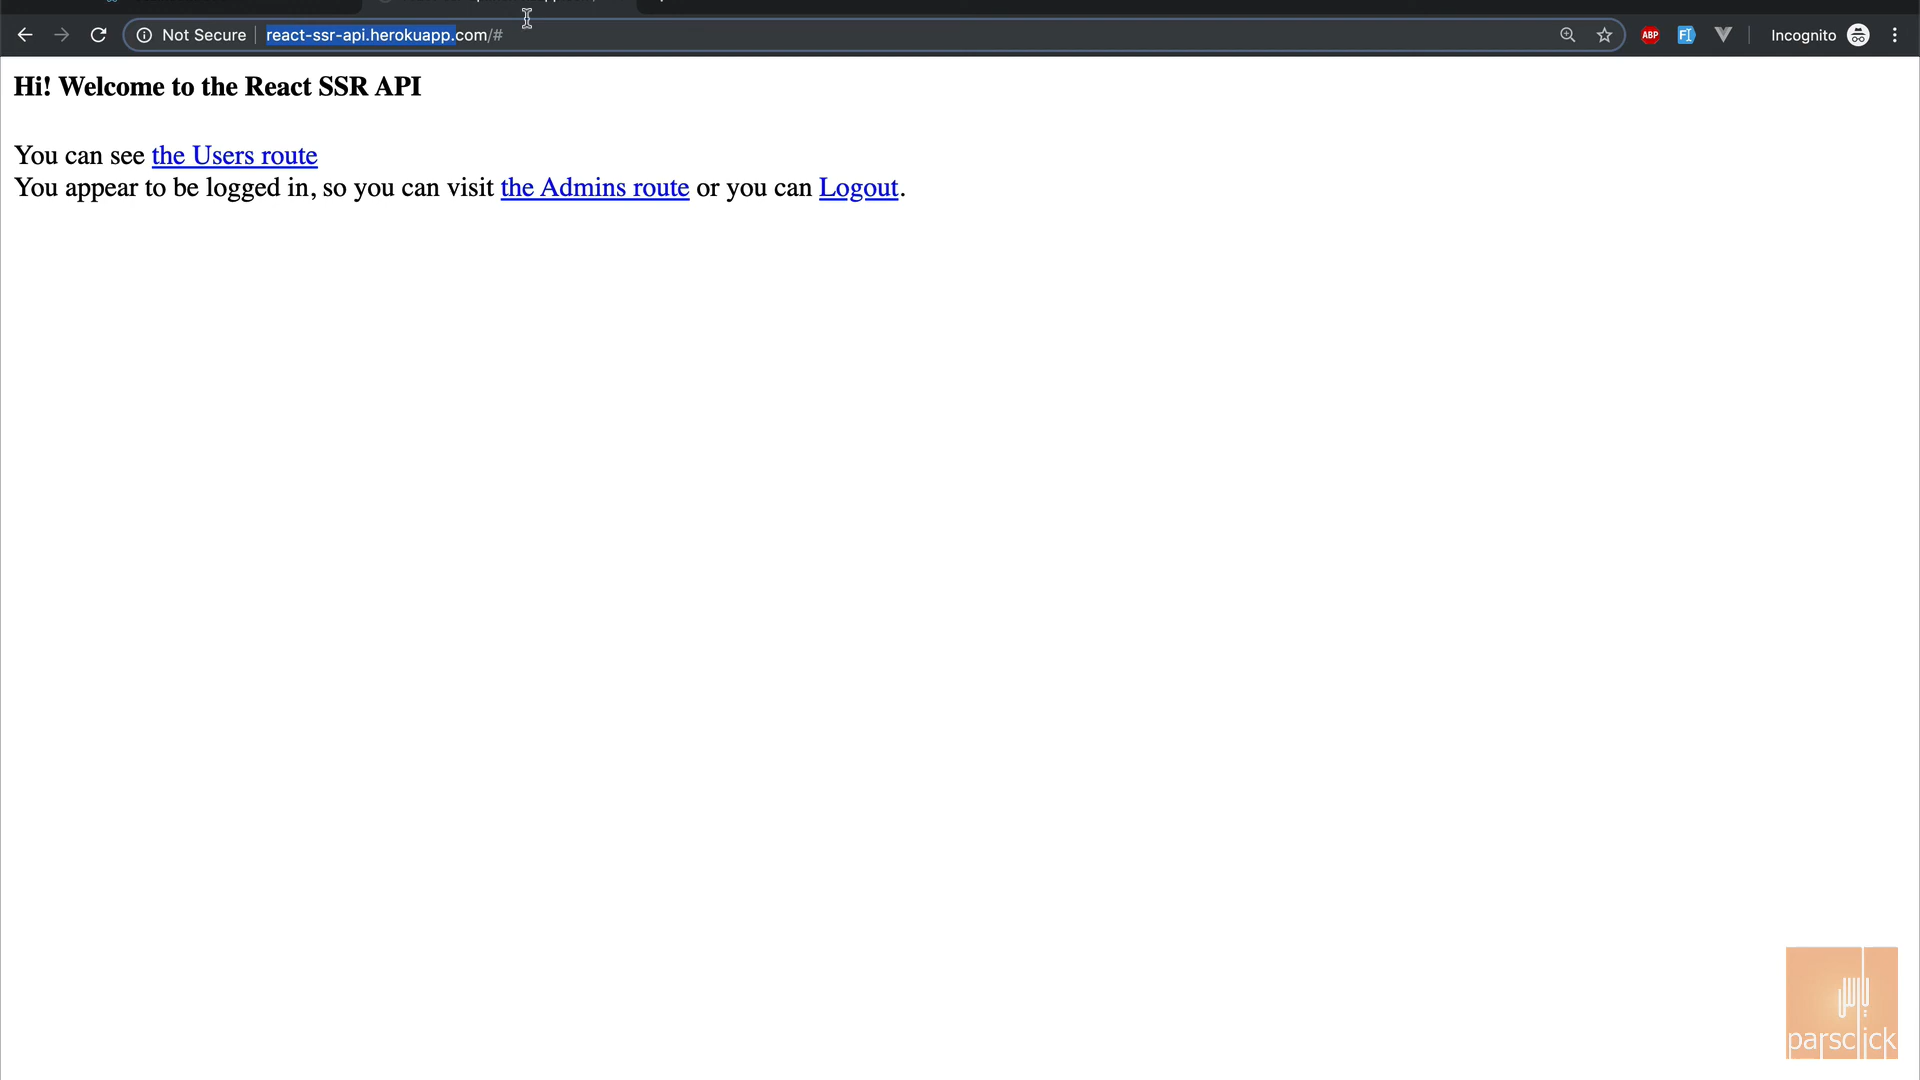 Not Secure
react-ssr-api.herokuapp.com/#
ABP
Incognito
Hi! Welcome to the React SSR API
You can see the Users route
You appear to be logged in, so you can visit the Admins route or you can Logout.
پارس
parsclick